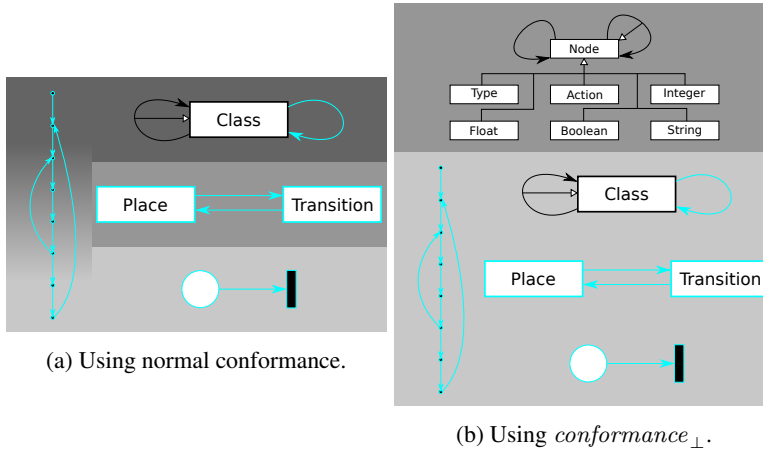 Class
Place Transition
(a) Using normal conformance.
Node
Type Action Integer
Float Boolean String
Class
Place Transition
(b) Using conformance⊥.